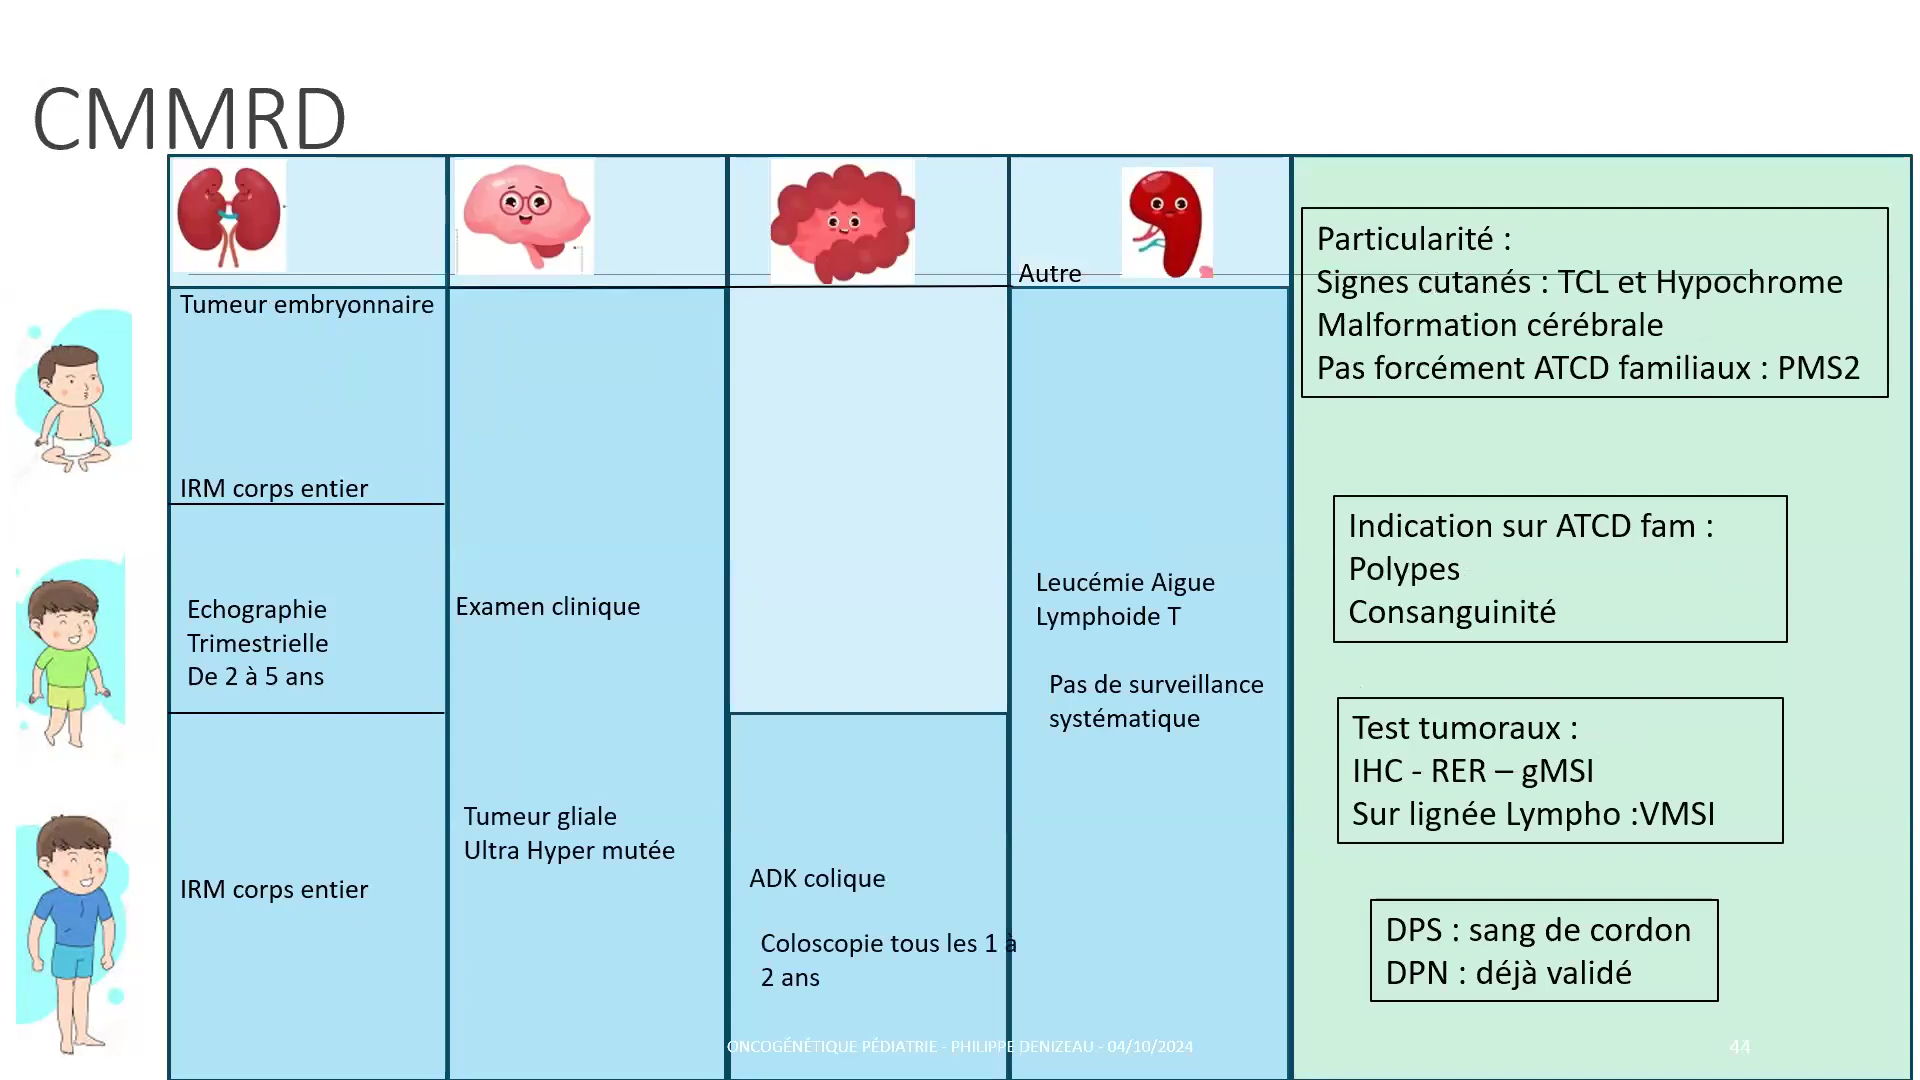 CMMRD
Autre
Tumeur embryonnaire
IRM corps entier
Echographie
Trimestrielle
De 2 à 5 ans
IRM corps entier
Examen clinique
Tumeur gliale
Ultra Hyper mutée
ADK colique
Coloscopie tous les 1 à
2 ans
Leucémie Aigue
Lymphoide T
Pas de surveillance
systématique
Particularité :
Signes cutanés : TCL et Hypochrome
Malformation cérébrale
Pas forcément ATCD familiaux : PMS2
Indication sur ATCD fam :
Polypes
Consanguinité
Test tumoraux :
IHC - RER – gMSI
Sur lignée Lympho :VMSI
DPS : sang de cordon
DPN : déjà validé
ONCOGÉNÉTIQUE PÉDIATRIE - PHILIPPE DENIZEAU - 04/10/2024
44